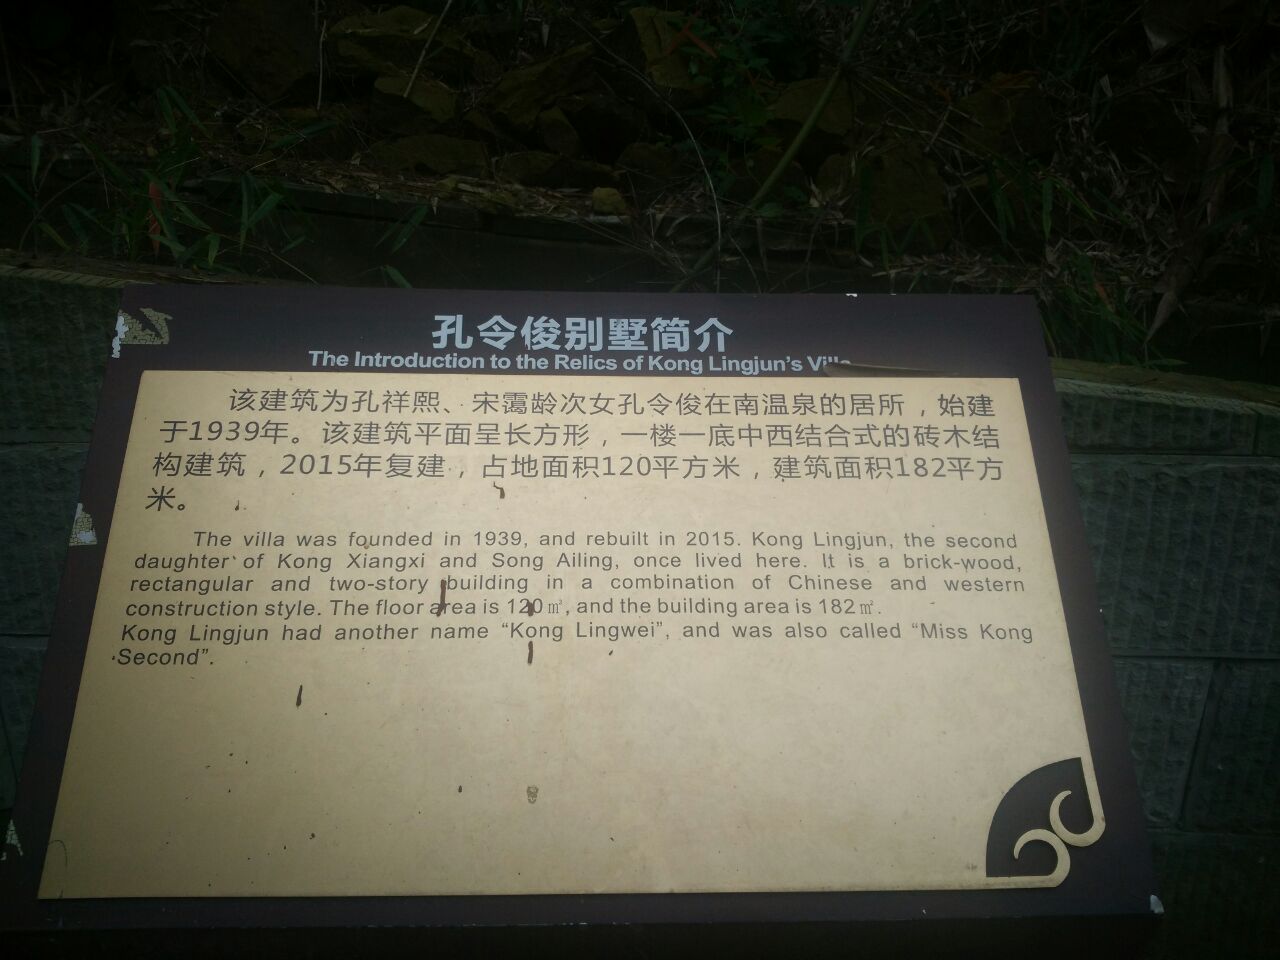 孔令俊别墅简介
The Introduction to the Relics of Kong Lingjun's Villa
该建筑为孔祥熙、宋霭龄次女孔令俊在南温泉的居所，始建
于1939年。该建筑平面呈长方形，一楼一底中西结合式的砖木结
构建筑，2015年复建，占地面积120平方米，建筑面积182平方
米。
The villa was founded in 1939, and rebuilt in 2015. Kong Lingjun, the second
daughter of Kong Xiangxi and Song Ailing, once lived here. It is a brick-wood,
rectangular and two-story building in a combination of Chinese and western
construction style. The floor area is 120㎡, and the building area is 182㎡.
Kong Lingjun had another name “Kong Lingwei”, and was also called “Miss Kong
Second”.